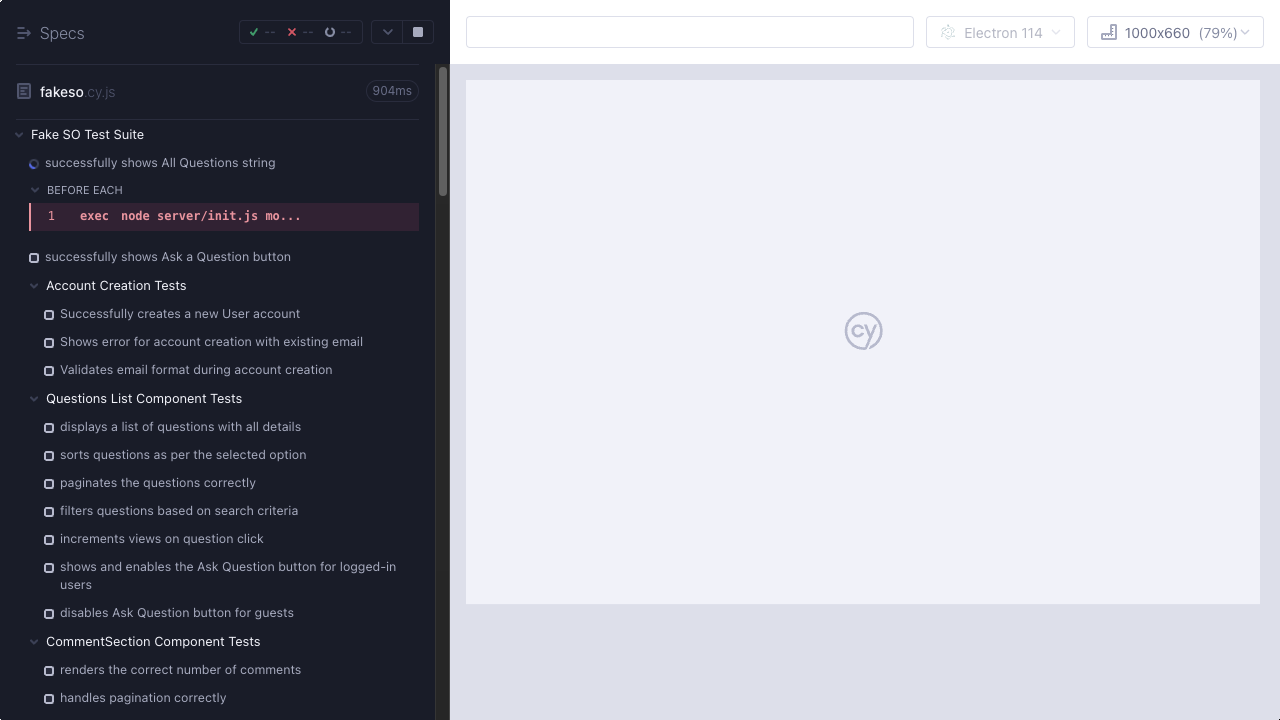 Specs
--
--
--
Electron 114
1000x660 (79%)
fakeso.cy.js
904ms
Fake SO Test Suite
successfully shows All Questions string
BEFORE EACH
1 exec node server/init.js mo...
successfully shows Ask a Question button
Account Creation Tests
Successfully creates a new User account
Shows error for account creation with existing email
Validates email format during account creation
Questions List Component Tests
displays a list of questions with all details
sorts questions as per the selected option
paginates the questions correctly
filters questions based on search criteria
increments views on question click
shows and enables the Ask Question button for logged-in
users
disables Ask Question button for guests
CommentSection Component Tests
renders the correct number of comments
handles pagination correctly
cy